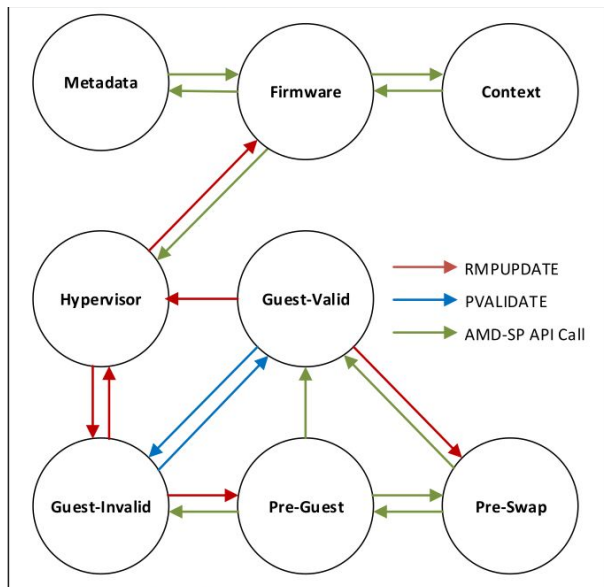 Metadata
Firmware
Context
Hypervisor
Guest-Valid
RMPUPDATE
PVALIDATE
AMD-SP API Call
Guest-Invalid
Pre-Guest
Pre-Swap